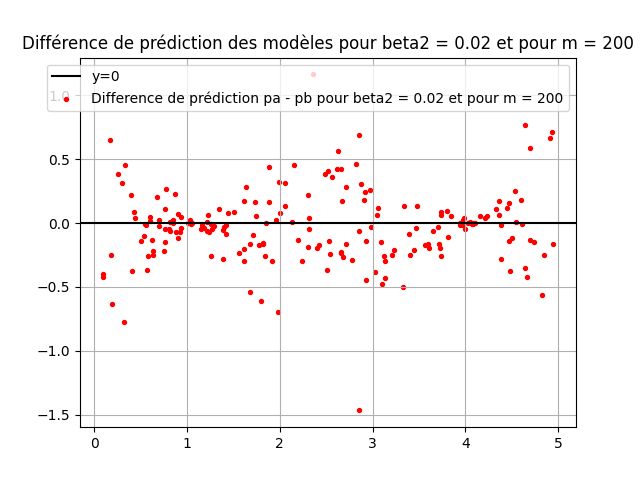 Différence de prédiction des modèles pour beta2 = 0.02 et pour m = 200
y=0
Difference de prédiction pa - pb pour beta2 = 0.02 et pour m = 200
1.0
0.5
0.0
−0.5
−1.0
−1.5
0 1 2 3 4 5